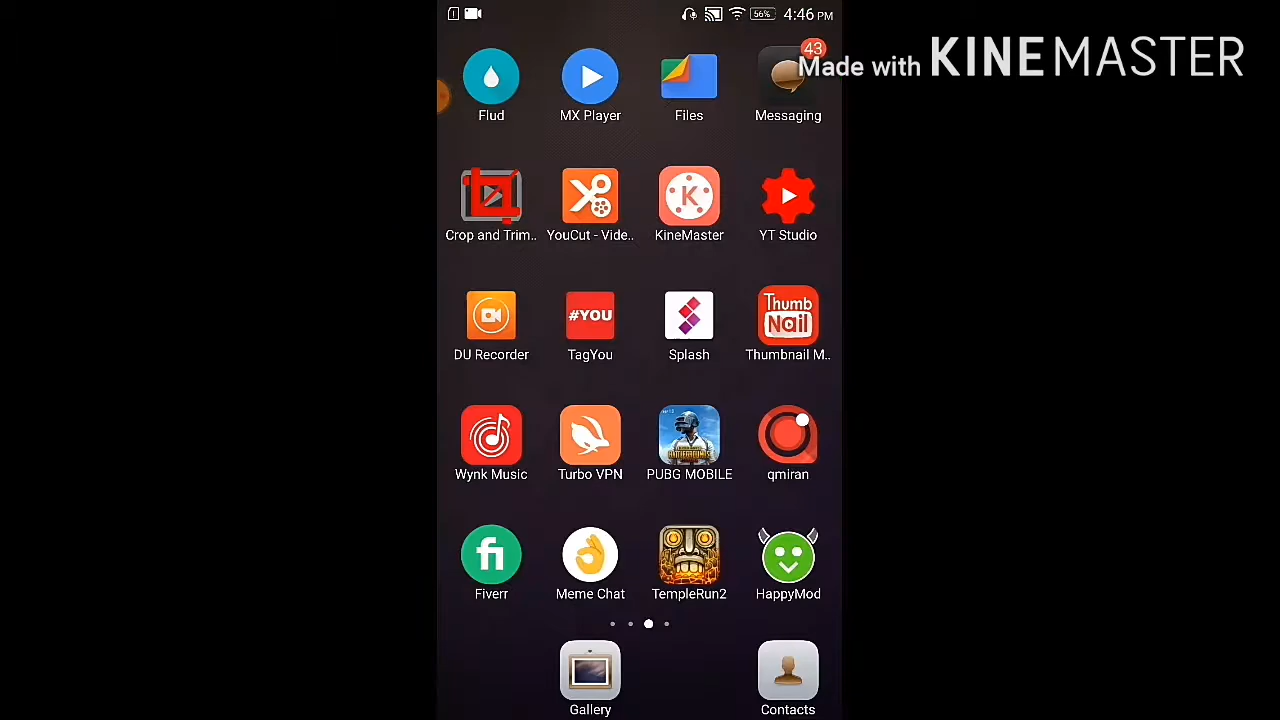 56% 4:46 PM
43
Made with KINEMASTER
Flud MX Player Files Messaging
Crop and Trim.. YouCut - Vide.. KineMaster YT Studio
#YOU Thumb Nail
DU Recorder TagYou Splash Thumbnail M..
Wynk Music Turbo VPN PUBG MOBILE qmiran
fi
Fiverr Meme Chat TempleRun2 HappyMod
Gallery Contacts